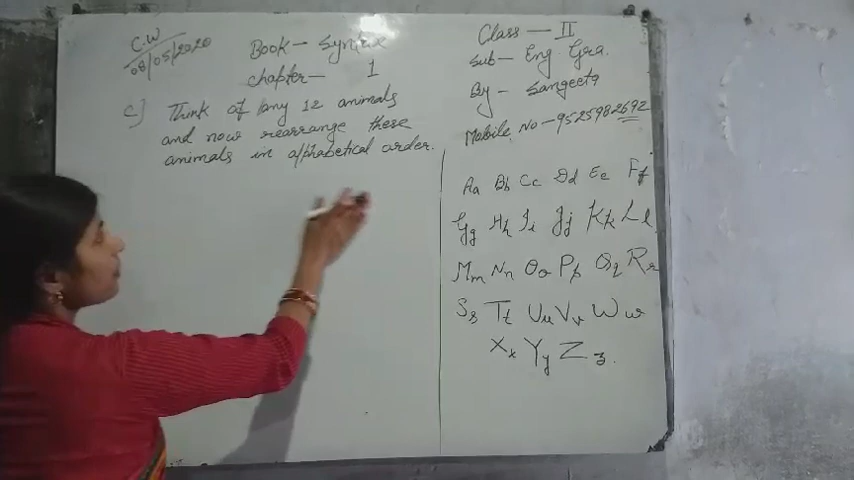 C.W
08/05/2020
Book - Syntax
chapter - 1
c] Think of any 12 animals
and now rearrange these
animals in alphabetical order.
Class - II
Sub - Eng Gra.
By - Sangeeta
Mobile No - 9525982692
Aa Bb Cc Dd Ee Ff
Gg Hh Ii Jj Kk Ll
Mm Nn Oo Pp Qq Rr
Ss Tt Uu Vv Ww
Xx Yy Zz.